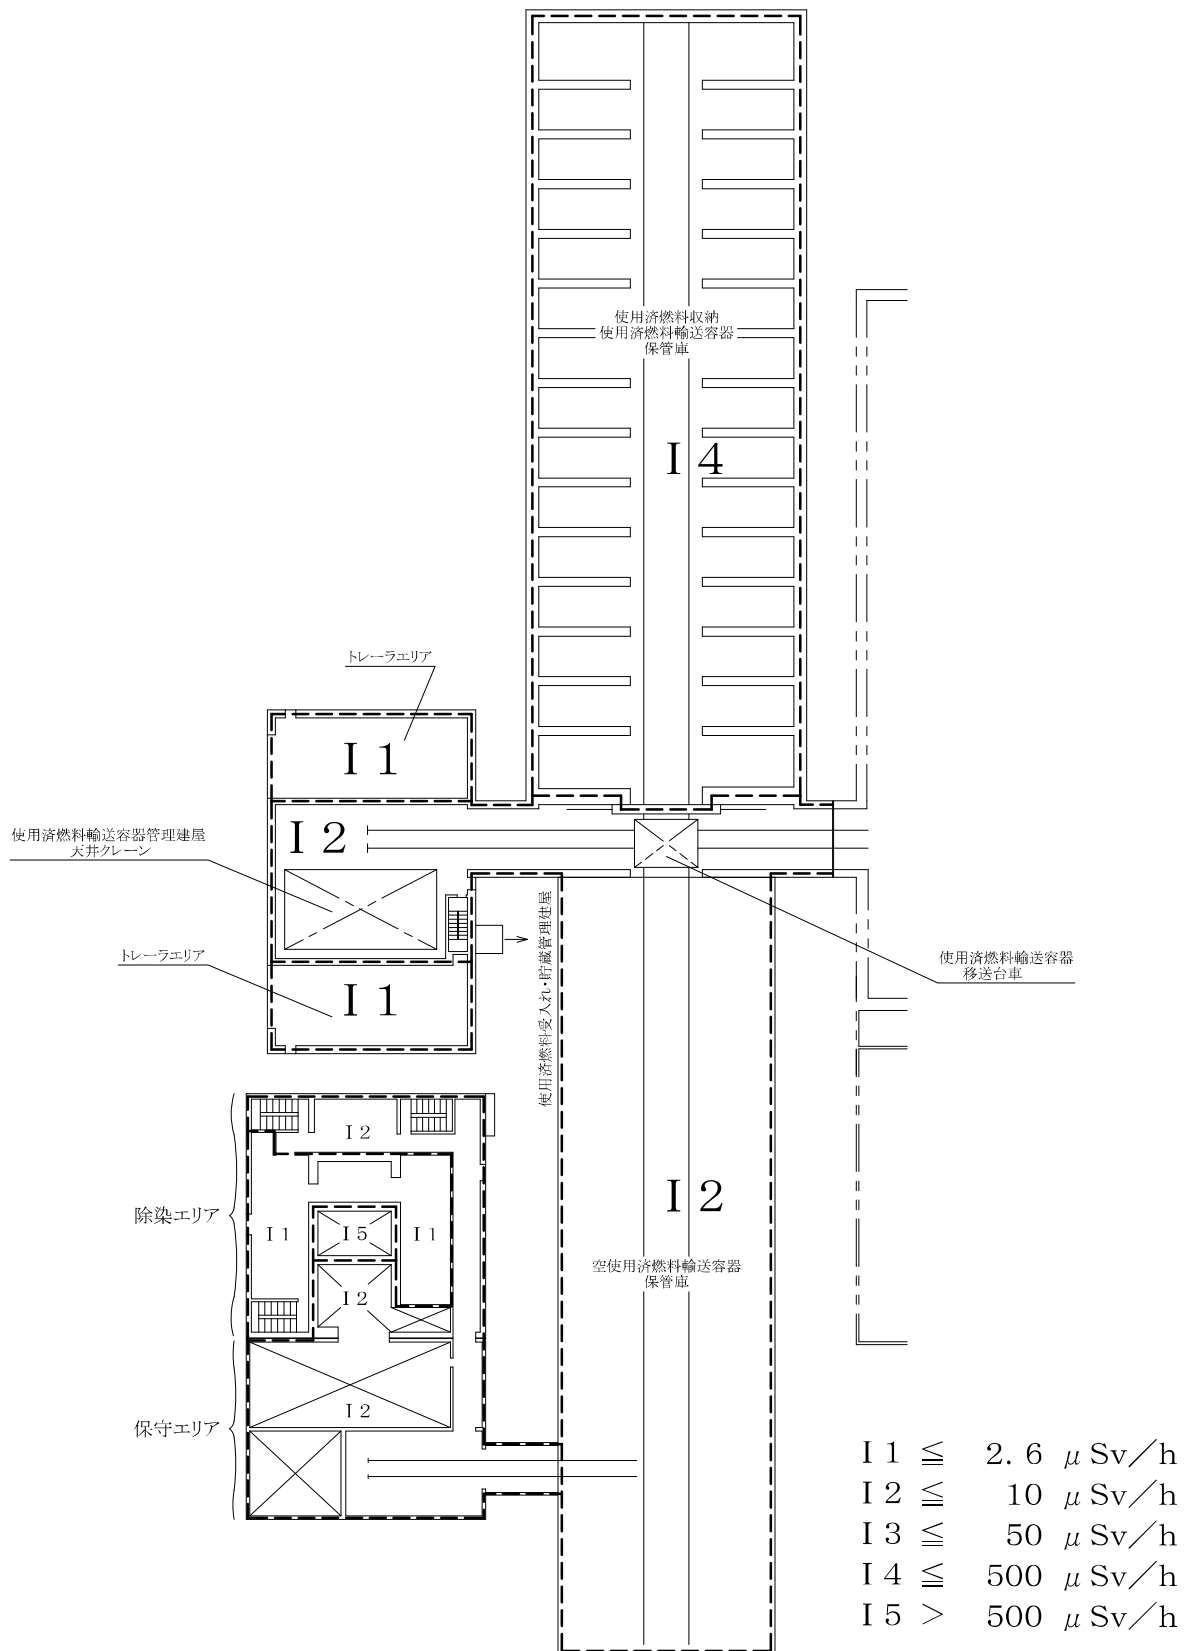 使用済燃料収納
使用済燃料輸送容器
保管庫
I 4
トレーラエリア
I 1
使用済燃料輸送容器管理建屋
天井クレーン
I 2
トレーラエリア
I 1
使用済燃料受入れ・貯蔵管理建屋
使用済燃料輸送容器
移送台車
I 2
除染エリア
I 1
I 5
I 1
I 2
I 2
空使用済燃料輸送容器
保管庫
保守エリア
I 2
I 1 ≦ 2.6 μSv/h
I 2 ≦ 10 μSv/h
I 3 ≦ 50 μSv/h
I 4 ≦ 500 μSv/h
I 5 > 500 μSv/h